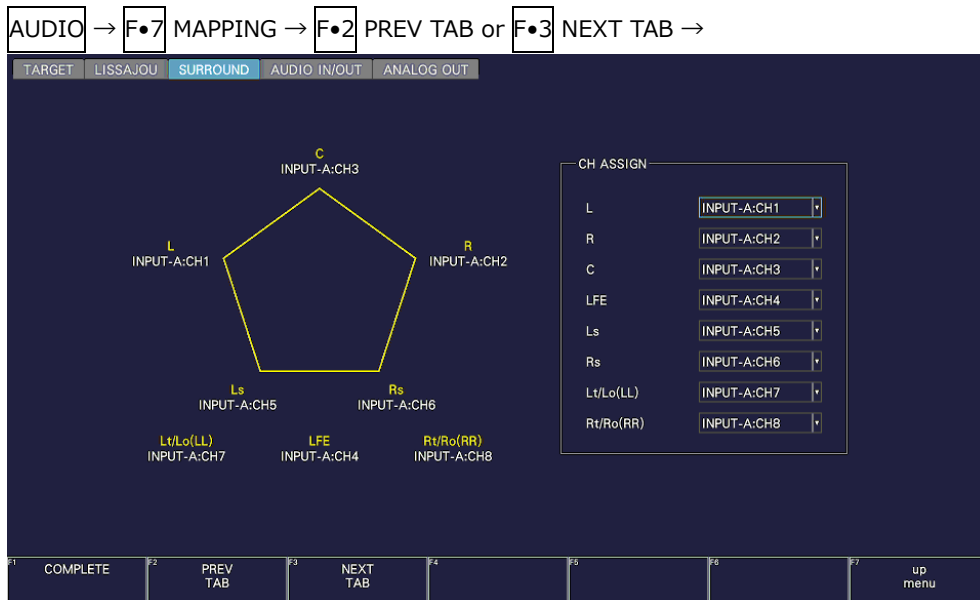 AUDIO → F•7 MAPPING → F•2 PREV TAB or F•3 NEXT TAB →
TARGET LISSAJOU SURROUND AUDIO IN/OUT ANALOG OUT
C
INPUT-A:CH3
L
INPUT-A:CH1
R
INPUT-A:CH2
Ls
INPUT-A:CH5
Rs
INPUT-A:CH6
Lt/Lo(LL)
INPUT-A:CH7
LFE
INPUT-A:CH4
Rt/Ro(RR)
INPUT-A:CH8
CH ASSIGN
L INPUT-A:CH1
R INPUT-A:CH2
C INPUT-A:CH3
LFE INPUT-A:CH4
Ls INPUT-A:CH5
Rs INPUT-A:CH6
Lt/Lo(LL) INPUT-A:CH7
Rt/Ro(RR) INPUT-A:CH8
F1 COMPLETE
F2 PREV
TAB
F3 NEXT
TAB
F4
F5
F6
F7 up
menu